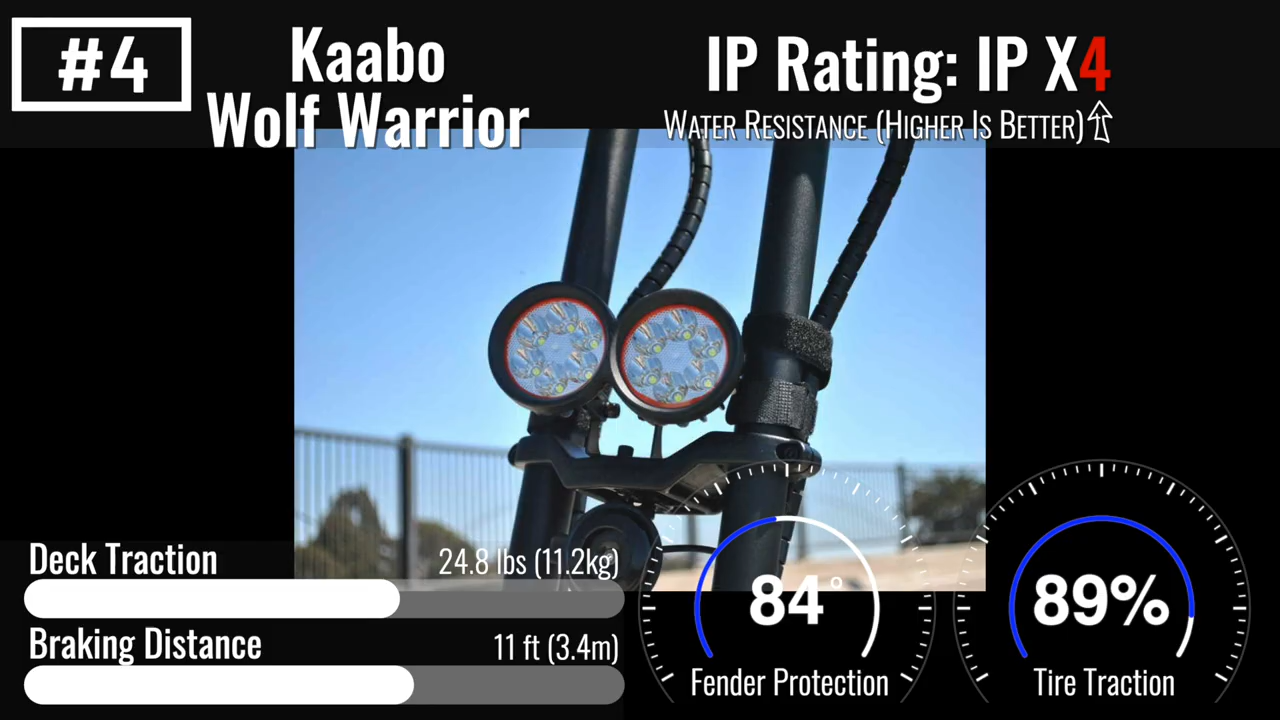 #4
Kaabo
Wolf Warrior
IP Rating: IP X4
Water Resistance (Higher Is Better)
Deck Traction 24.8 lbs (11.2kg)
Braking Distance 11 ft (3.4m)
84°
Fender Protection
89%
Tire Traction